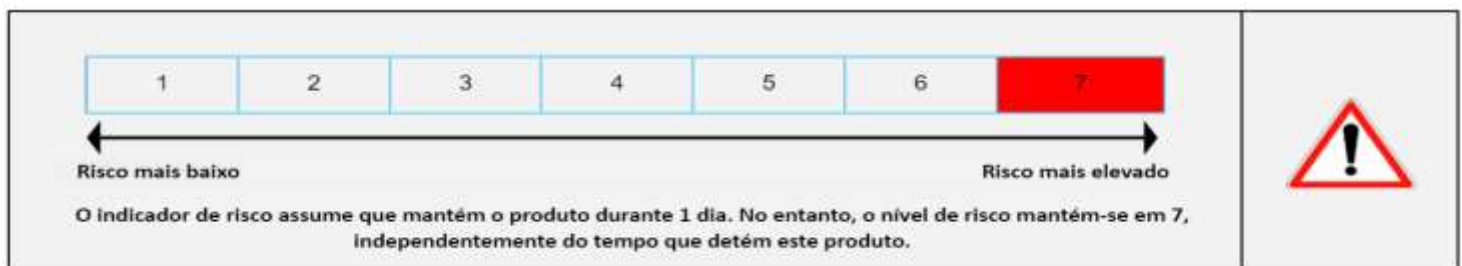 1 2 3 4 5 6 7
Risco mais baixo Risco mais elevado
O indicador de risco assume que mantém o produto durante 1 dia. No entanto, o nível de risco mantém-se em 7,
independentemente do tempo que detém este produto.